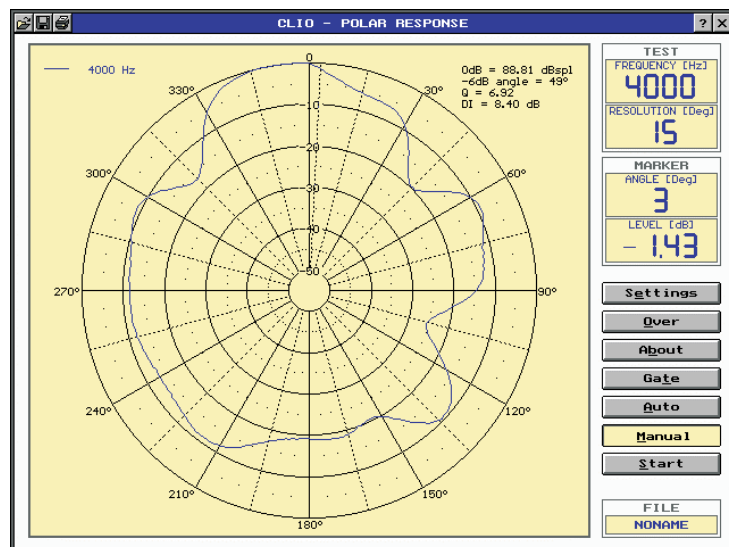 CLIO - POLAR RESPONSE
? X
4000 Hz
0dB = 88.81 dBspl
-6dB angle = 49°
Q = 6.92
DI = 8.40 dB
0
330°
30°
-10
300°
60°
-20
-30
-40
-50
270°
90°
240°
120°
210°
150°
180°
TEST
FREQUENCY [Hz]
4000
RESOLUTION [Deg]
15
MARKER
ANGLE [Deg]
3
LEVEL [dB]
- 1.43
Settings
Over
About
Gate
Auto
Manual
Start
FILE
NONAME